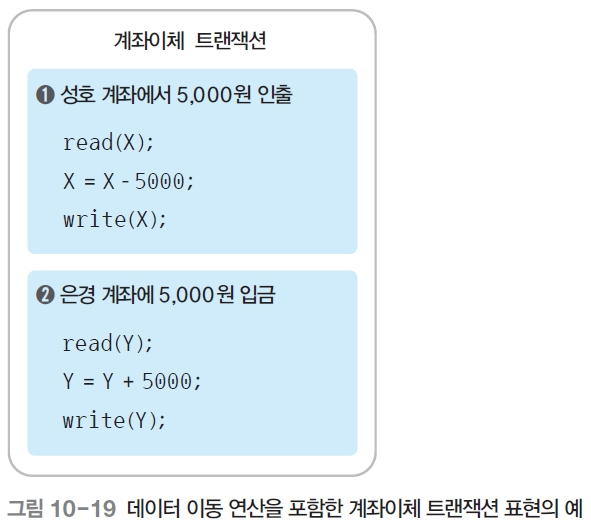 계좌이체 트랜잭션
❶ 성호 계좌에서 5,000원 인출
read(X);
X = X - 5000;
write(X);
❷ 은경 계좌에 5,000원 입금
read(Y);
Y = Y + 5000;
write(Y);
그림 10-19 데이터 이동 연산을 포함한 계좌이체 트랜잭션 표현의 예